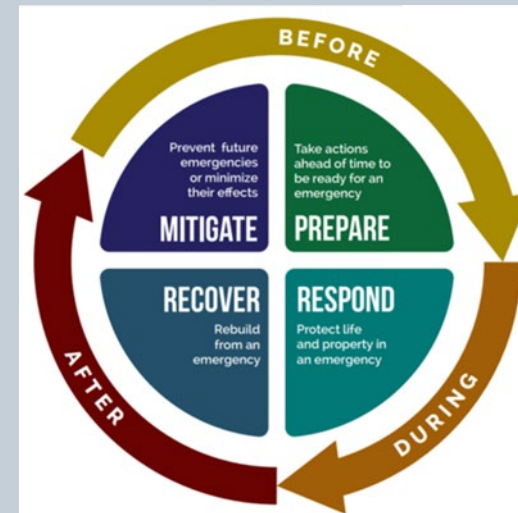 BEFORE
Prevent future
emergencies
or minimize
their effects
MITIGATE
Take actions
ahead of time to
be ready for an
emergency
PREPARE
RECOVER
Rebuild
from an
emergency
RESPOND
Protect life
and property in
an emergency
AFTER
DURING